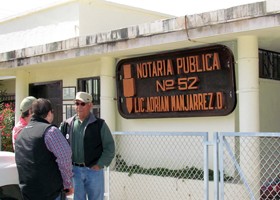 NOTARIA PUBLICA
Nº 52
LIC. ADRIAN MANJARREZ. D.